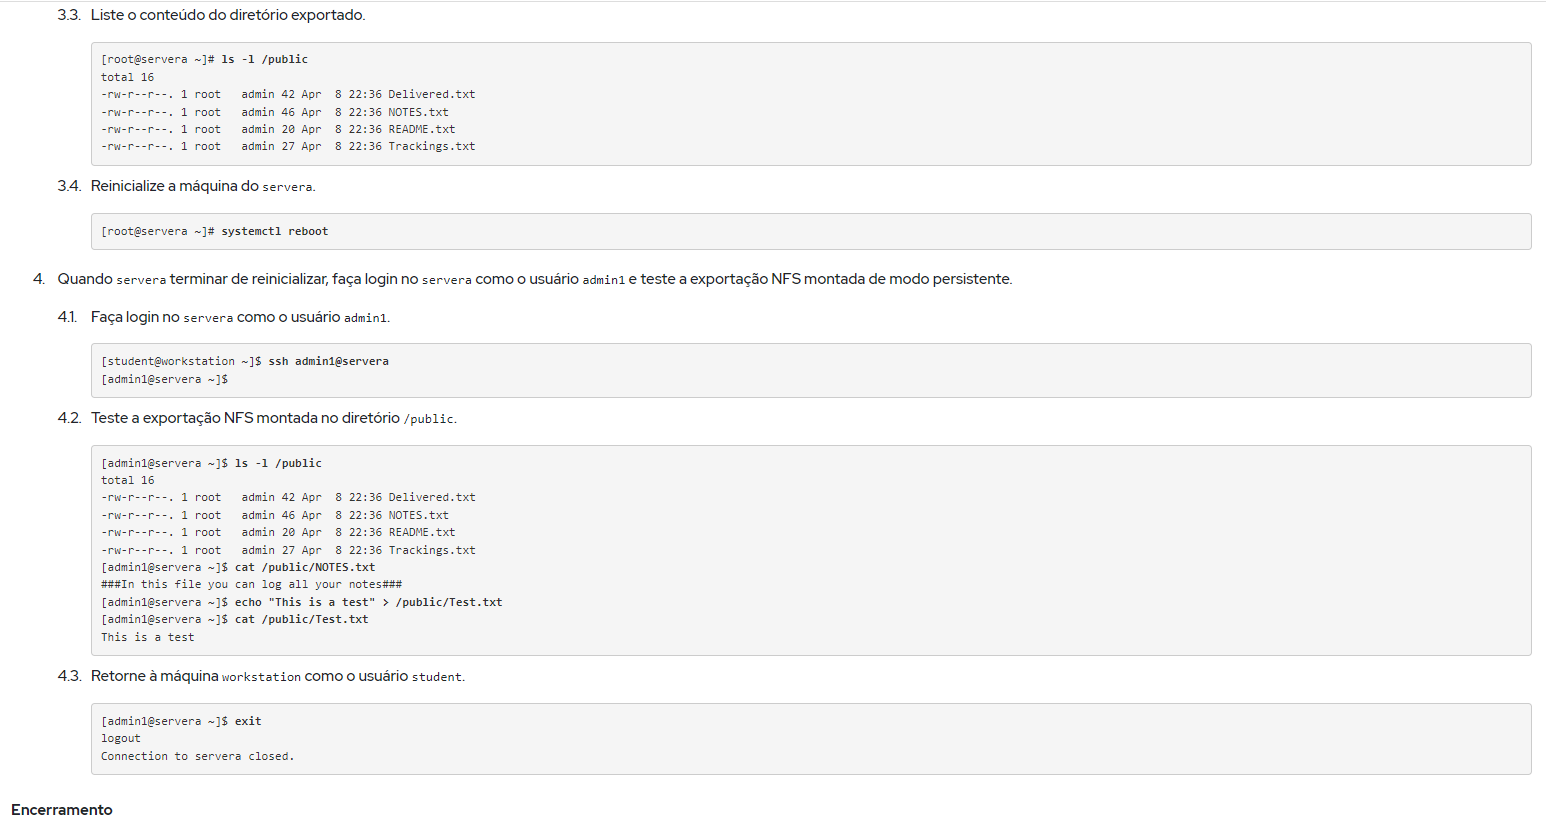 3.3. Liste o conteúdo do diretório exportado.
[root@servera ~]# ls -l /public
total 16
-rw-r--r--. 1 root   admin 42 Apr  8 22:36 Delivered.txt
-rw-r--r--. 1 root   admin 46 Apr  8 22:36 NOTES.txt
-rw-r--r--. 1 root   admin 20 Apr  8 22:36 README.txt
-rw-r--r--. 1 root   admin 27 Apr  8 22:36 Trackings.txt
3.4. Reinicialize a máquina do servera.
[root@servera ~]# systemctl reboot
4. Quando servera terminar de reinicializar, faça login no servera como o usuário admin1 e teste a exportação NFS montada de modo persistente.
4.1. Faça login no servera como o usuário admin1.
[student@workstation ~]$ ssh admin1@servera
[admin1@servera ~]$
4.2. Teste a exportação NFS montada no diretório /public.
[admin1@servera ~]$ ls -l /public
total 16
-rw-r--r--. 1 root   admin 42 Apr  8 22:36 Delivered.txt
-rw-r--r--. 1 root   admin 46 Apr  8 22:36 NOTES.txt
-rw-r--r--. 1 root   admin 20 Apr  8 22:36 README.txt
-rw-r--r--. 1 root   admin 27 Apr  8 22:36 Trackings.txt
[admin1@servera ~]$ cat /public/NOTES.txt
###In this file you can log all your notes###
[admin1@servera ~]$ echo "This is a test" > /public/Test.txt
[admin1@servera ~]$ cat /public/Test.txt
This is a test
4.3. Retorne à máquina workstation como o usuário student.
[admin1@servera ~]$ exit
logout
Connection to servera closed.
Encerramento